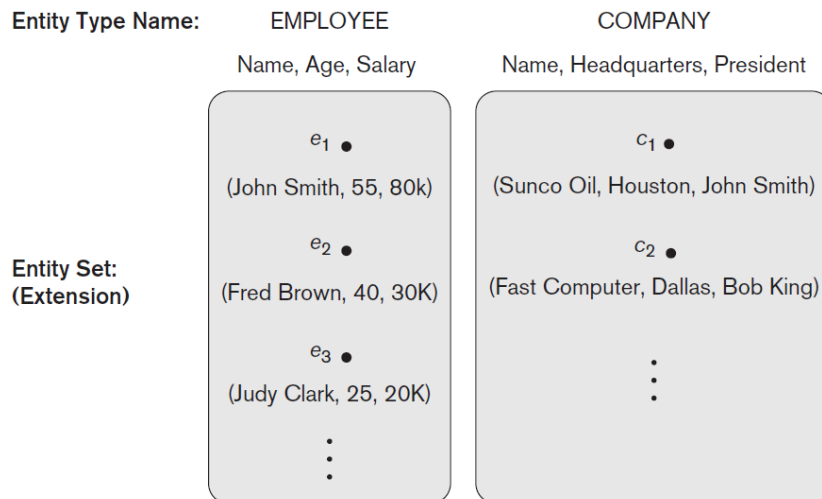 Entity Type Name: EMPLOYEE COMPANY
Name, Age, Salary Name, Headquarters, President
e1 c1
(John Smith, 55, 80k) (Sunco Oil, Houston, John Smith)
e2 c2
Entity Set:
(Extension)
(Fred Brown, 40, 30K) (Fast Computer, Dallas, Bob King)
e3
(Judy Clark, 25, 20K)